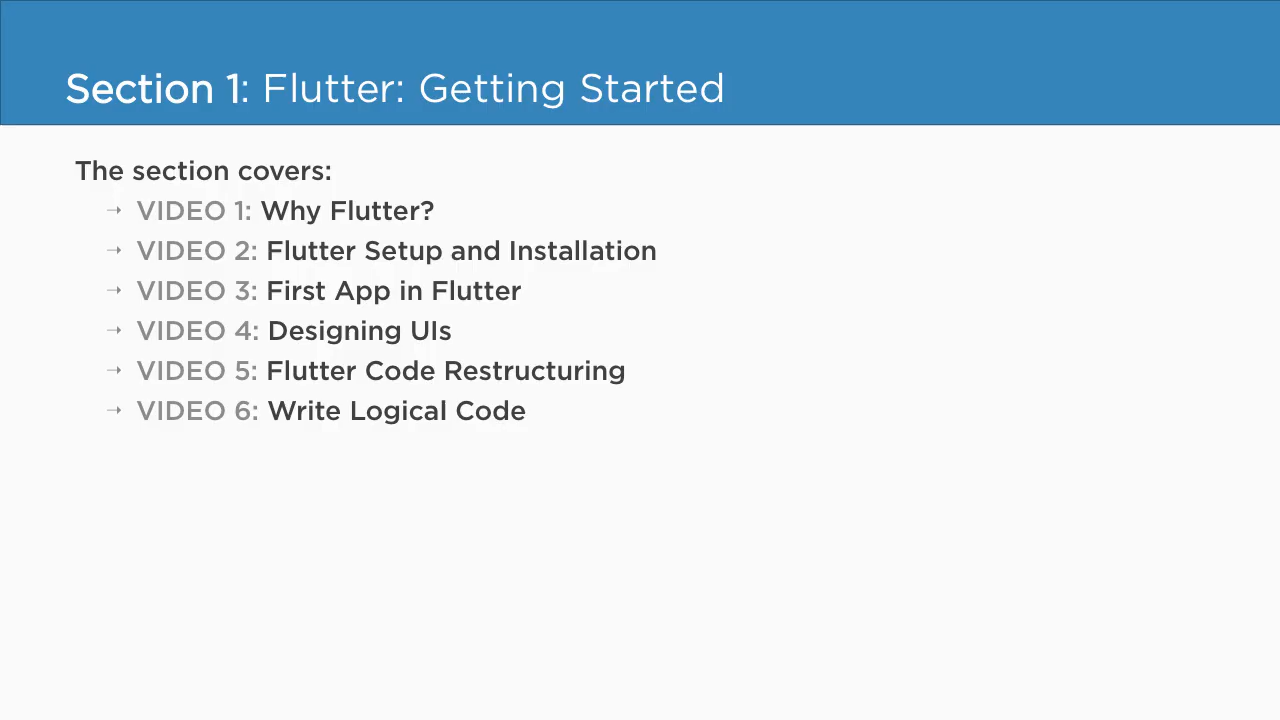 Section 1: Flutter: Getting Started
The section covers:
➝ VIDEO 1: Why Flutter?
➝ VIDEO 2: Flutter Setup and Installation
➝ VIDEO 3: First App in Flutter
➝ VIDEO 4: Designing UIs
➝ VIDEO 5: Flutter Code Restructuring
➝ VIDEO 6: Write Logical Code